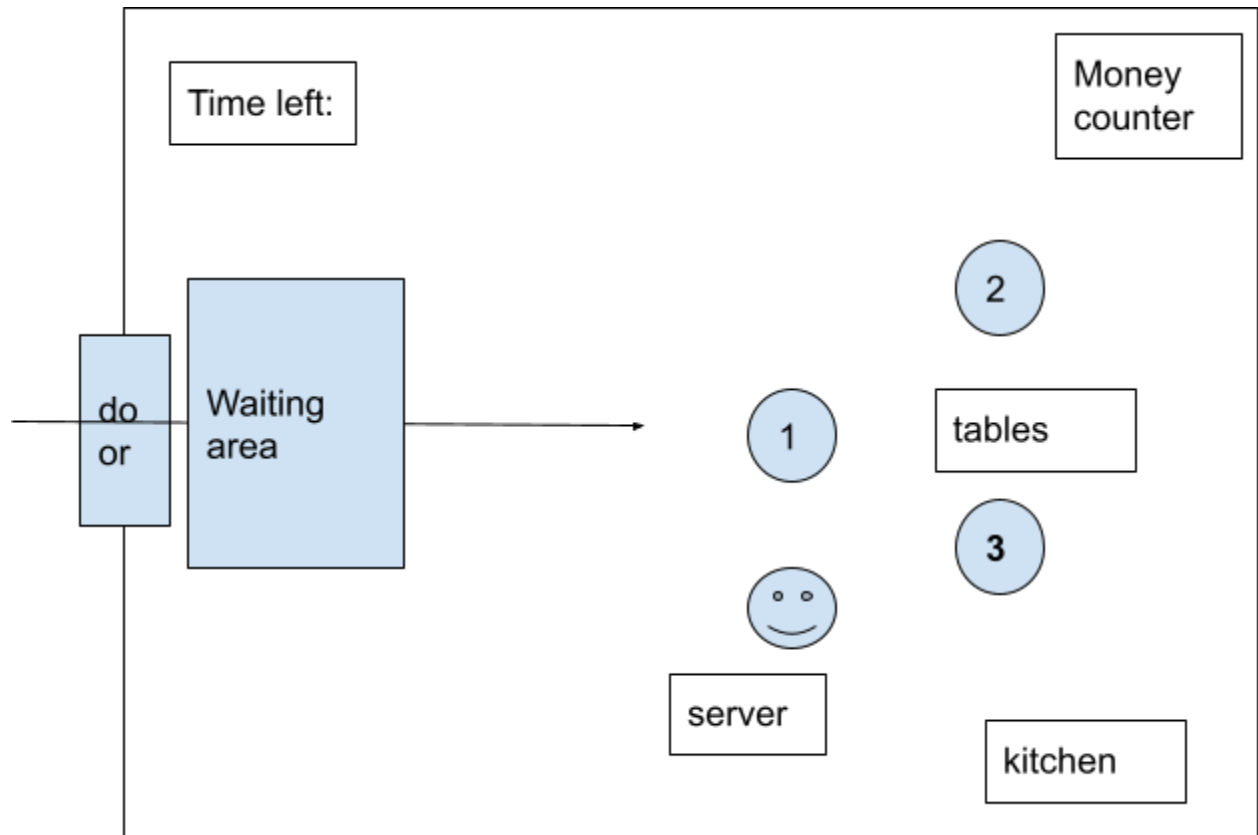 Time left:
Money
counter
2
do
or
Waiting
area
1
tables
3
server
kitchen